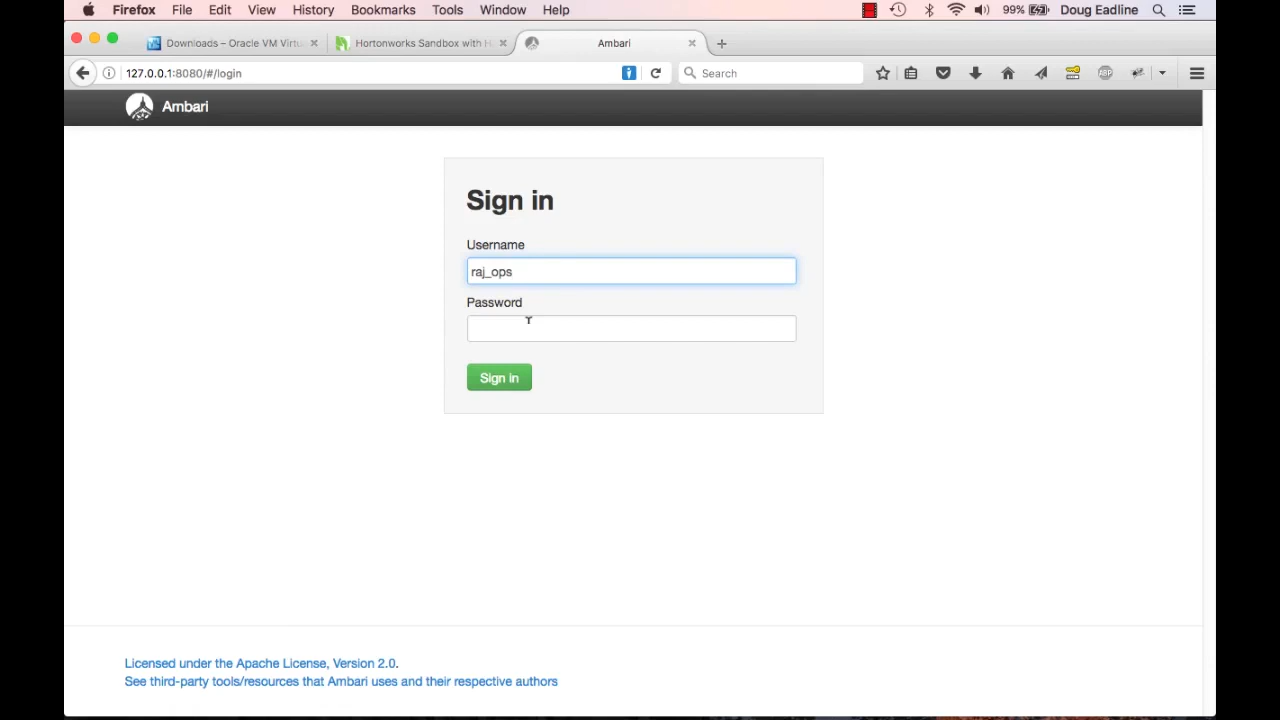 Firefox File Edit View History Bookmarks Tools Window Help 99% Doug Eadline
Downloads – Oracle VM Virtu
Hortonworks Sandbox with H
Ambari
127.0.0.1:8080/#/login
Search
ABP
Ambari
Sign in
Username
raj_ops
Password
Sign in
Licensed under the Apache License, Version 2.0.
See third-party tools/resources that Ambari uses and their respective authors